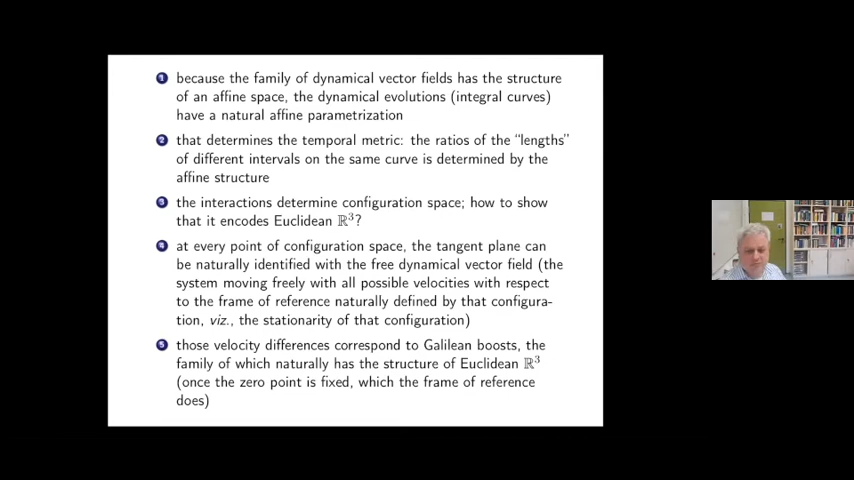 1 because the family of dynamical vector fields has the structure
of an affine space, the dynamical evolutions (integral curves)
have a natural affine parametrization
2 that determines the temporal metric: the ratios of the “lengths”
of different intervals on the same curve is determined by the
affine structure
3 the interactions determine configuration space; how to show
that it encodes Euclidean ℝ³?
4 at every point of configuration space, the tangent plane can
be naturally identified with the free dynamical vector field (the
system moving freely with all possible velocities with respect
to the frame of reference naturally defined by that configura-
tion, viz., the stationarity of that configuration)
5 those velocity differences correspond to Galilean boosts, the
family of which naturally has the structure of Euclidean ℝ³
(once the zero point is fixed, which the frame of reference
does)